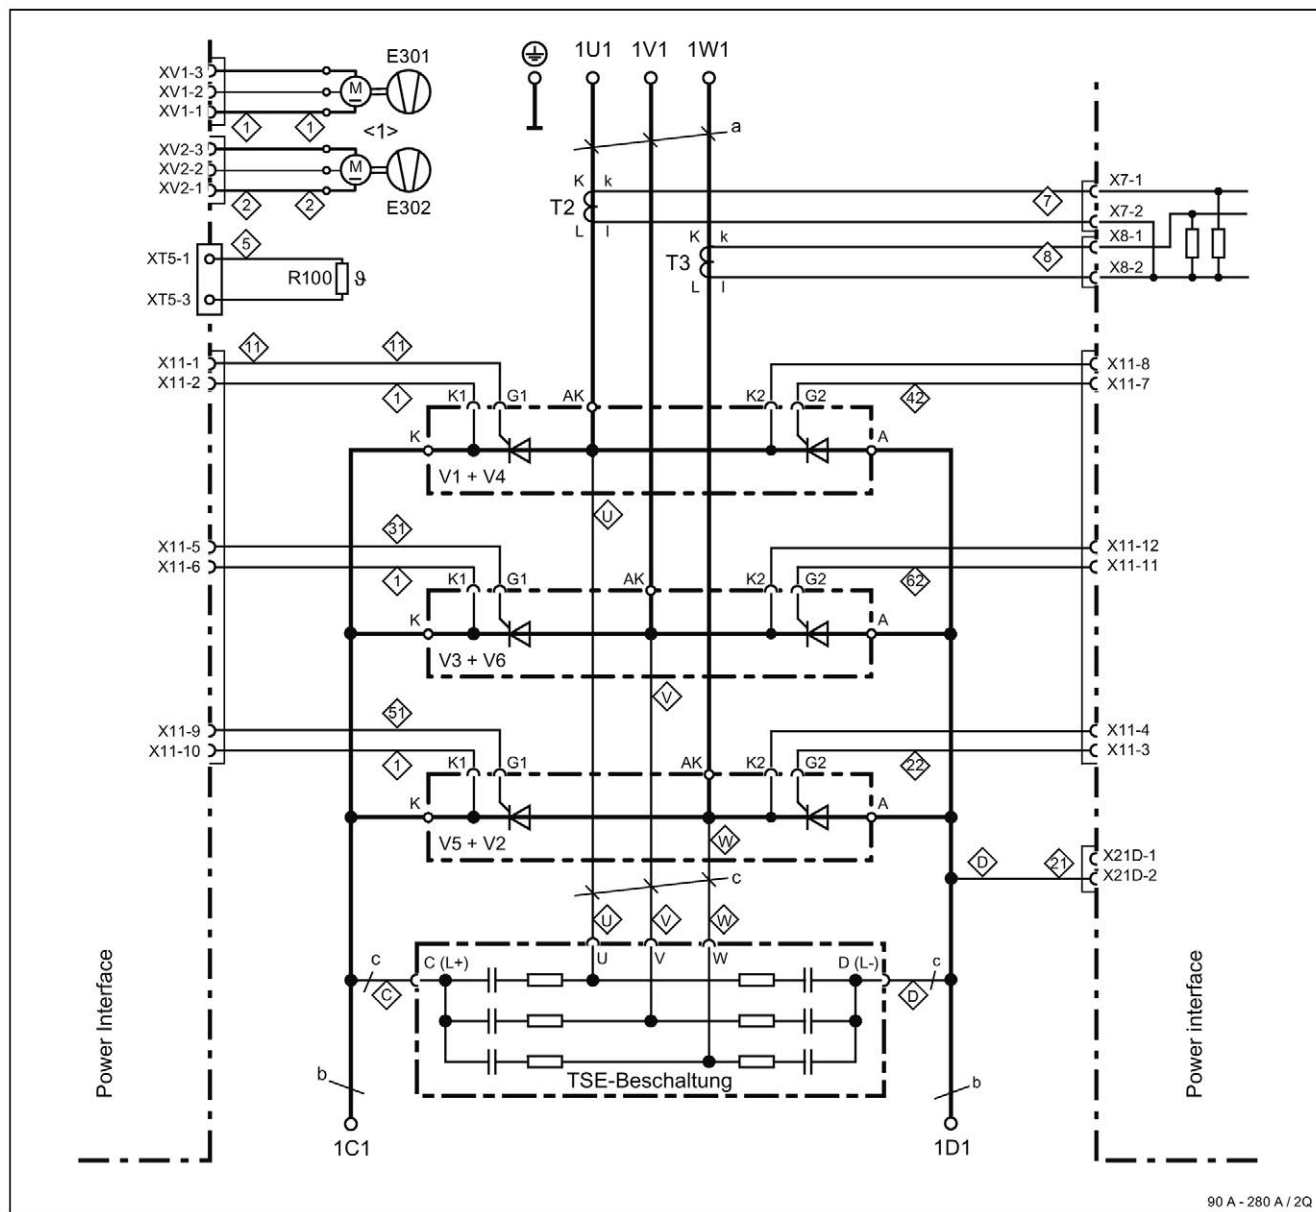 E301
1U1 1V1 1W1
XV1-3
M
XV1-2
XV1-1
1 1 <1>
a
XV2-3
M
XV2-2
XV2-1
2 2 E302
K k
7 X7-1
T2
X7-2
L l
5
K k
8 X8-1
XT5-1
T3
X8-2
R100 ϑ
L l
XT5-3
11 11
X11-1 X11-8
X11-2 X11-7
1 K1 G1 AK K2 G2 42
K A
V1 + V4
U
31
X11-5 X11-12
X11-6 X11-11
1 K1 G1 AK K2 G2 62
K A
V3 + V6
V
51
X11-9 X11-4
X11-10 X11-3
1 K1 G1 AK K2 G2 22
K A
V5 + V2
W
X21D-1
D 21 X21D-2
c
U V W
c C (L+) U V W D (L-) c
C D
TSE-Beschaltung
b b
Power Interface
Power interface
1C1 1D1
90 A - 280 A / 2Q